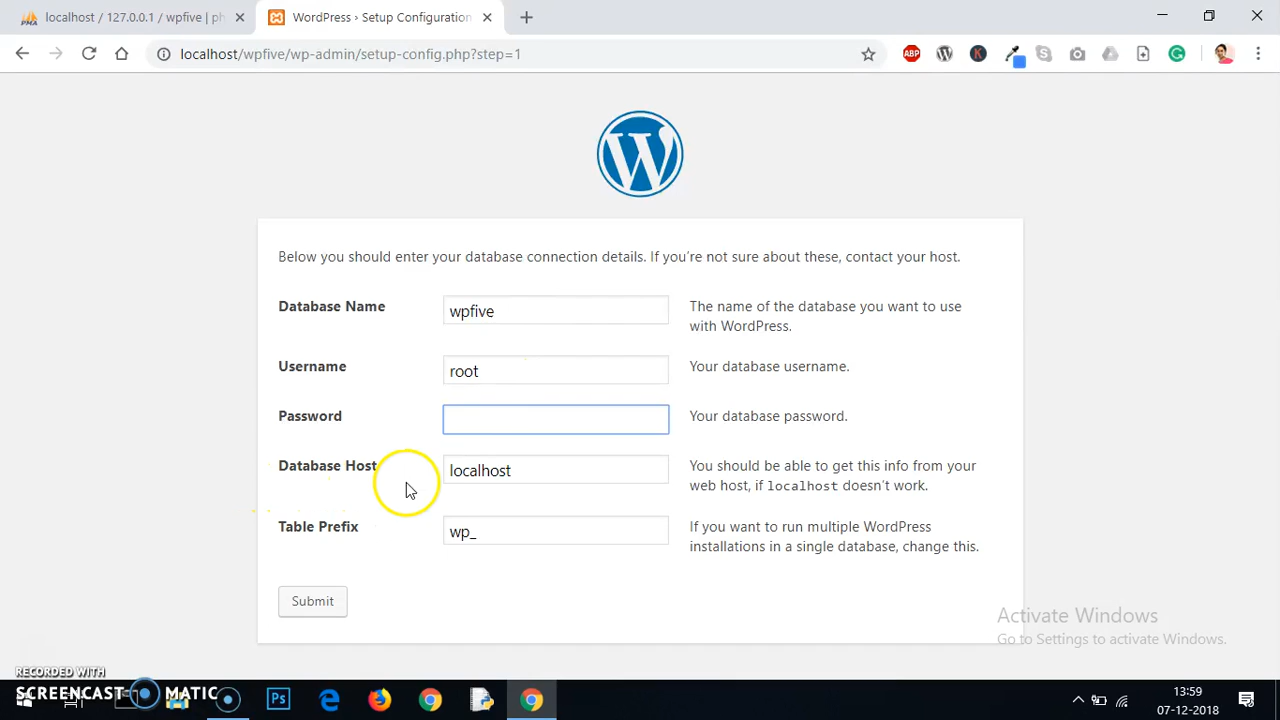 localhost / 127.0.0.1 / wpfive | ph
WordPress › Setup Configuration
localhost/wpfive/wp-admin/setup-config.php?step=1
ABP
K
G
W
Below you should enter your database connection details. If you’re not sure about these, contact your host.
Database Name
wpfive
The name of the database you want to use
with WordPress.
Username
root
Your database username.
Password
Your database password.
Database Host
localhost
You should be able to get this info from your
web host, if localhost doesn’t work.
Table Prefix
wp_
If you want to run multiple WordPress
installations in a single database, change this.
Submit
Activate Windows
Go to Settings to activate Windows.
RECORDED WITH
SCREENCAST MATIC
Ps
13:59
07-12-2018